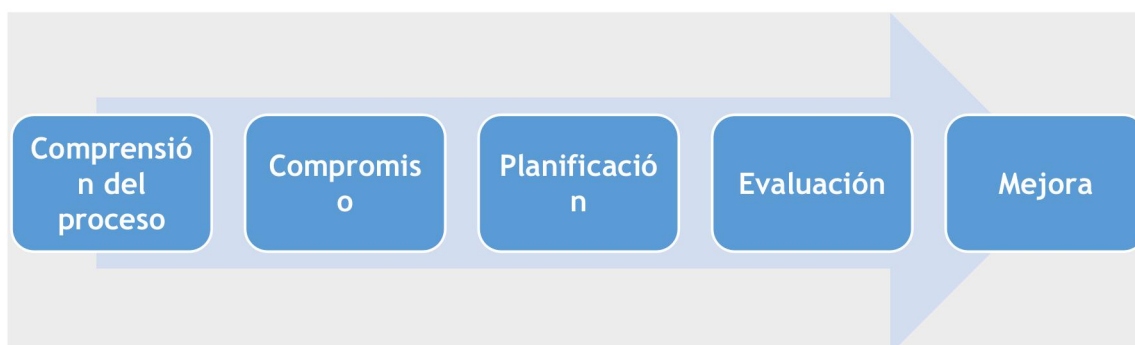 Comprensió
n del
proceso
Compromis
o
Planificació
n
Evaluación
Mejora